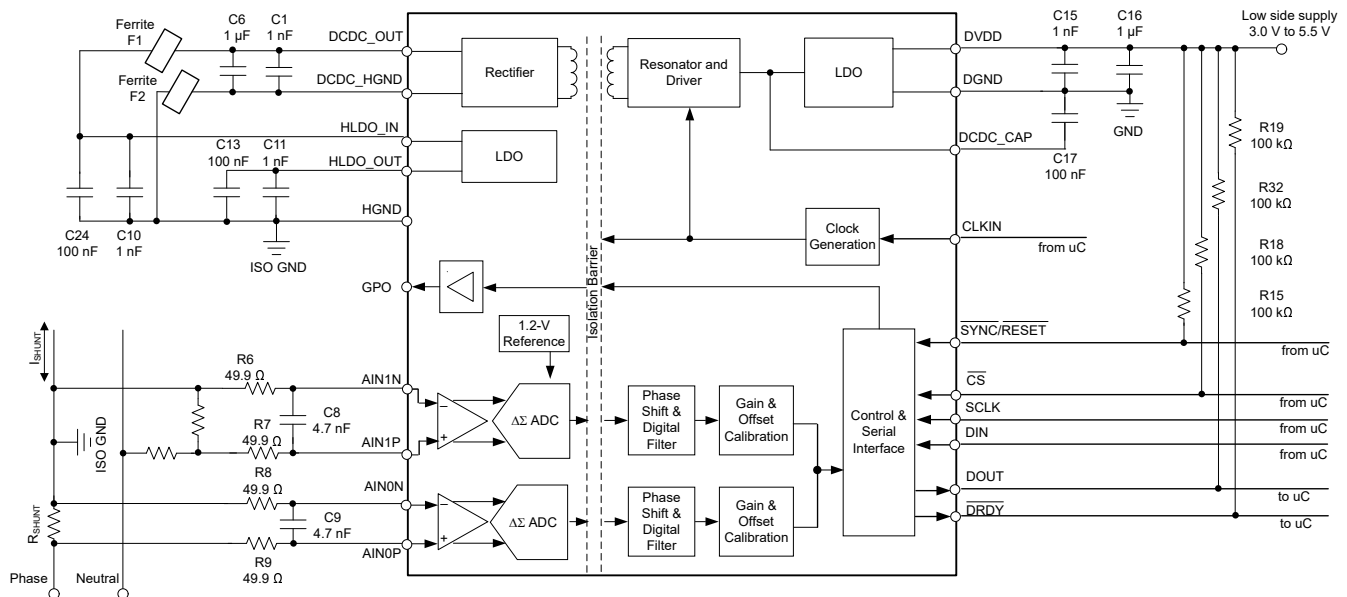 Ferrite
F1
C6
1 µF
C1
1 nF
DCDC_OUT
Ferrite
F2
DCDC_HGND
HLDO_IN
C13
100 nF
C11
1 nF
HLDO_OUT
HGND
C24
100 nF
C10
1 nF
ISO GND
GPO
Rectifier
LDO
Isolation Barrier
Resonator and
Driver
LDO
Clock
Generation
1.2-V
Reference
DVDD
DGND
DCDC_CAP
CLKIN
from uC
C15
1 nF
C16
1 µF
Low side supply
3.0 V to 5.5 V
GND
C17
100 nF
R19
100 kΩ
R32
100 kΩ
R18
100 kΩ
R15
100 kΩ
SYNC/RESET
from uC
CS
from uC
SCLK
from uC
DIN
from uC
DOUT
to uC
DRDY
to uC
ISHUNT
R6
49.9 Ω
AIN1N
C8
4.7 nF
R7
49.9 Ω
AIN1P
ISO GND
R8
49.9 Ω
AIN0N
C9
4.7 nF
RSHUNT
R9
49.9 Ω
AIN0P
Phase
Neutral
−
+
ΔΣ ADC
Phase
Shift &
Digital
Filter
Gain &
Offset
Calibration
−
+
ΔΣ ADC
Phase
Shift &
Digital
Filter
Gain &
Offset
Calibration
Control &
Serial
Interface